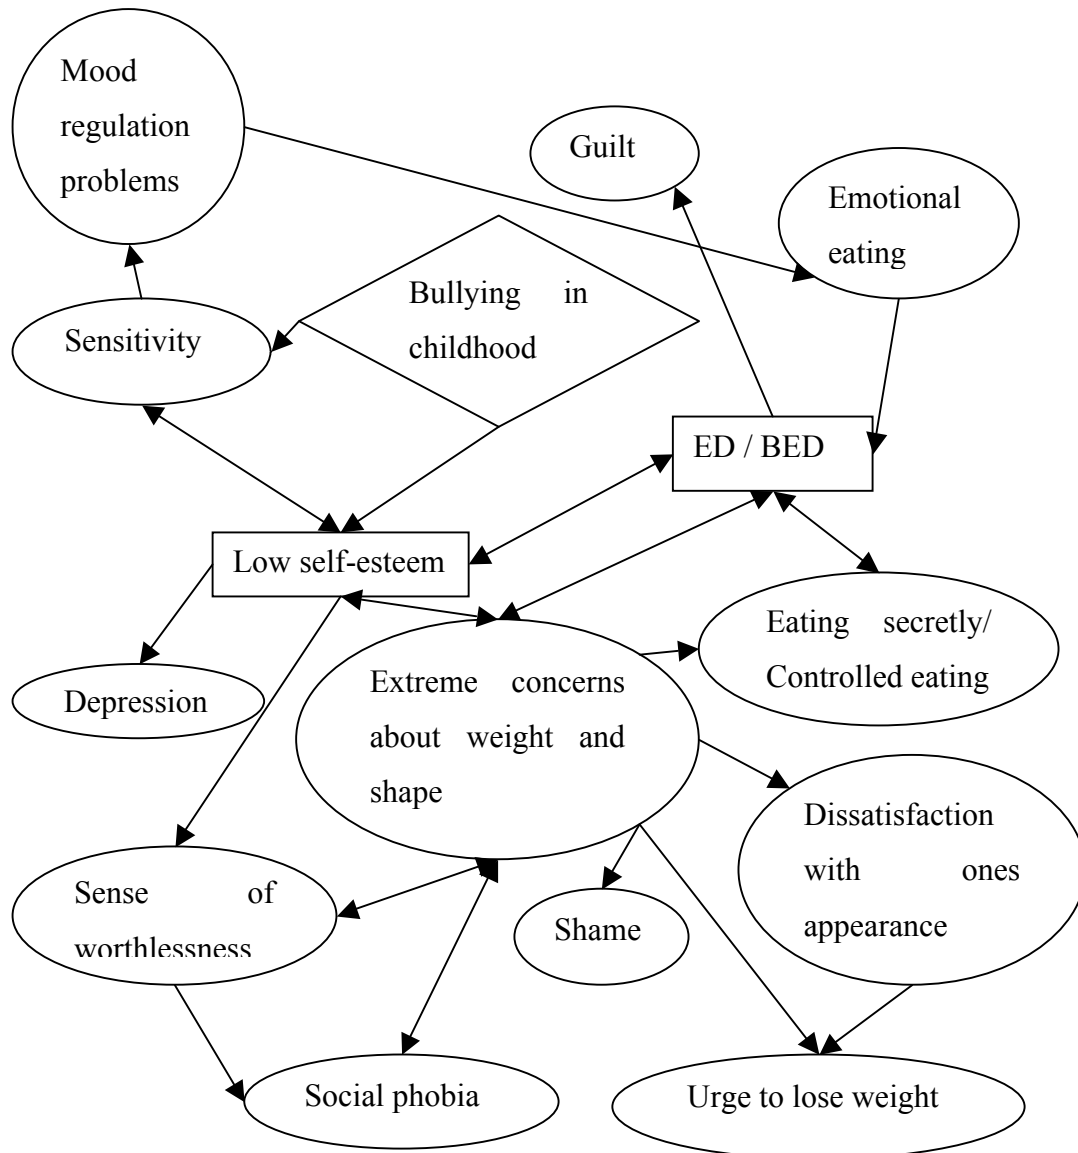 Mood
regulation
problems
Guilt
Emotional
eating
Bullying in
childhood
Sensitivity
ED / BED
Low self-esteem
Eating secretly/
Controlled eating
Extreme concerns
about weight and
shape
Depression
Dissatisfaction
with ones
appearance
Sense of
worthlessness
Shame
Social phobia
Urge to lose weight